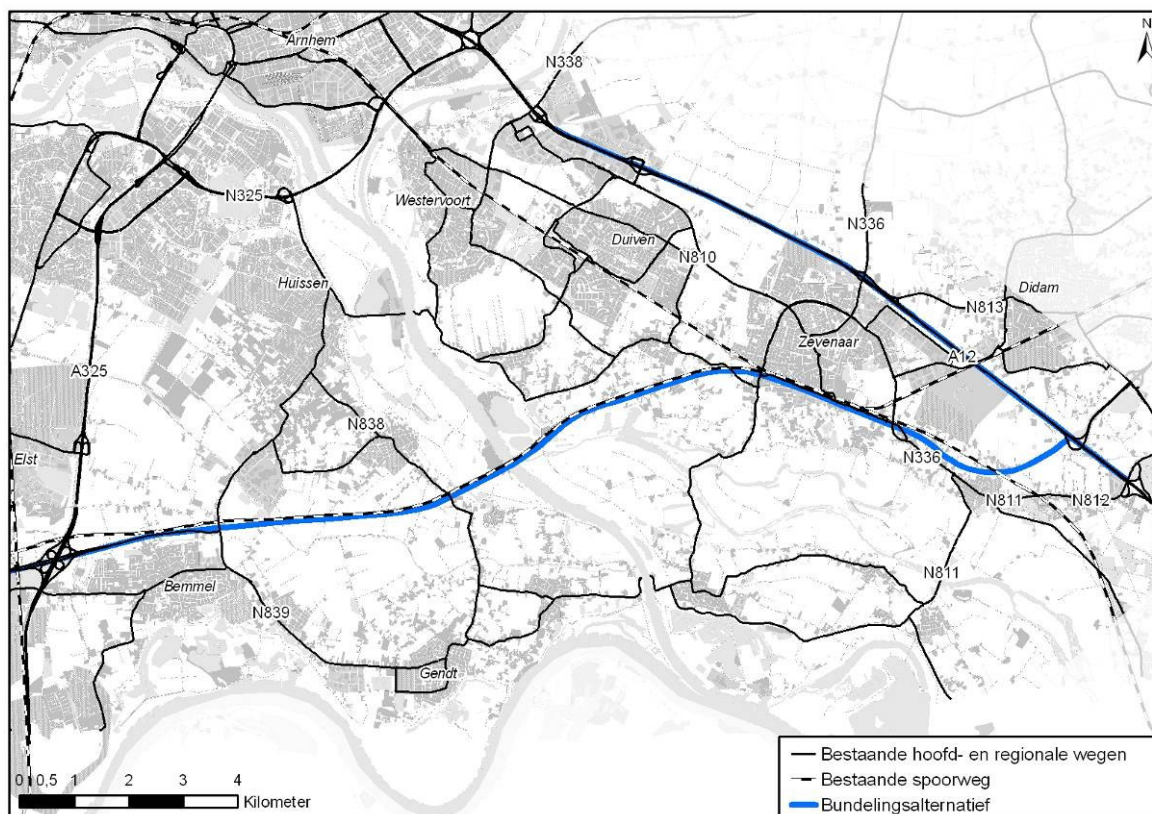 N
Arnhem
N338
N325
Westervoort
Duiven
N336
N810
Huissen
Didam
N813
Zevenaar
A12
A325
N838
Elst
N336
N811
N812
Bemmel
N839
N811
Gendt
0 0,5 1 2 3 4
Kilometer
Bestaande hoofd- en regionale wegen
Bestaande spoorweg
Bundelingsalternatief